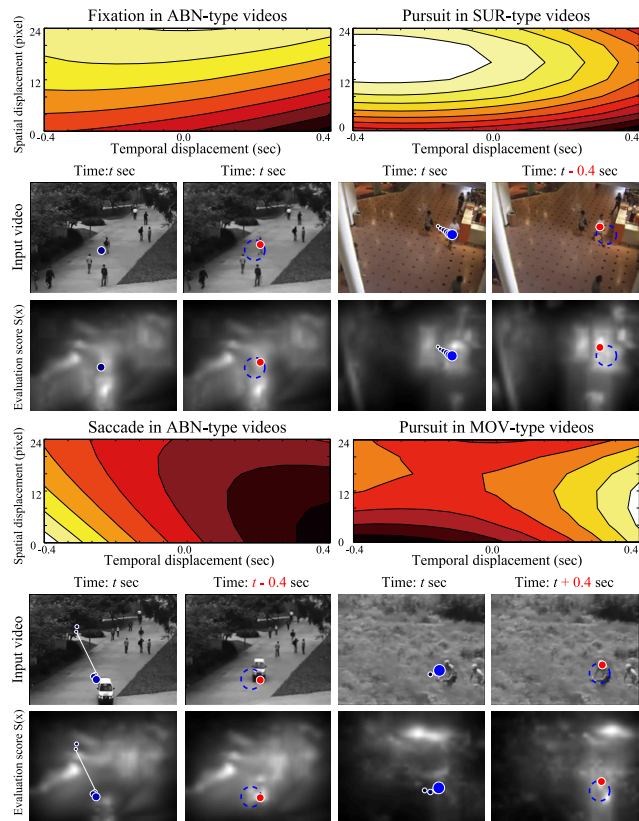 Fixation in ABN-type videos
Pursuit in SUR-type videos
Spatial displacement (pixel)
24
12
0
-0.4
0.0
0.4
Temporal displacement (sec)
24
12
0
-0.4
0.0
0.4
Temporal displacement (sec)
Time:t sec
Time: t sec
Time: t sec
Time: t - 0.4 sec
Input video
Evaluation score S(x)
Saccade in ABN-type videos
Pursuit in MOV-type videos
Spatial displacement (pixel)
24
12
0
-0.4
0.0
0.4
Temporal displacement (sec)
24
12
0
-0.4
0.0
0.4
Temporal displacement (sec)
Time: t sec
Time: t - 0.4 sec
Time: t sec
Time: t + 0.4 sec
Input video
Evaluation score S(x)